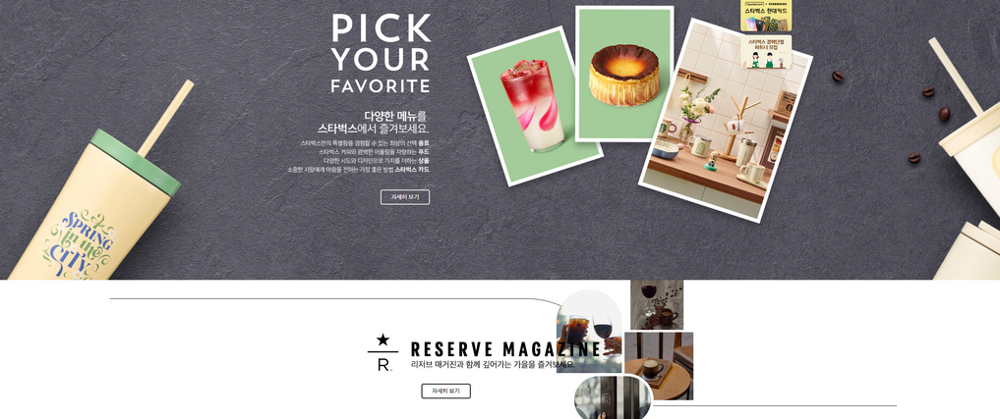 PICK
YOUR
FAVORITE
다양한 메뉴를
스타벅스에서 즐겨보세요.
스타벅스만의 특별함을 경험할 수 있는 최상의 선택 음료
스타벅스 커피와 완벽한 어울림을 자랑하는 푸드
다양한 시도와 디자인으로 가치를 더하는 상품
소중한 사람에게 마음을 전하는 가장 좋은 방법 스타벅스 카드
자세히 보기
STARBUCKS
스타벅스 현대카드
스타벅스 경력단절
파트너 모집
SPRING
in the
CITY
R.
RESERVE MAGAZINE
리저브 매거진과 함께 깊어가는 가을을 즐겨보세요.
자세히 보기